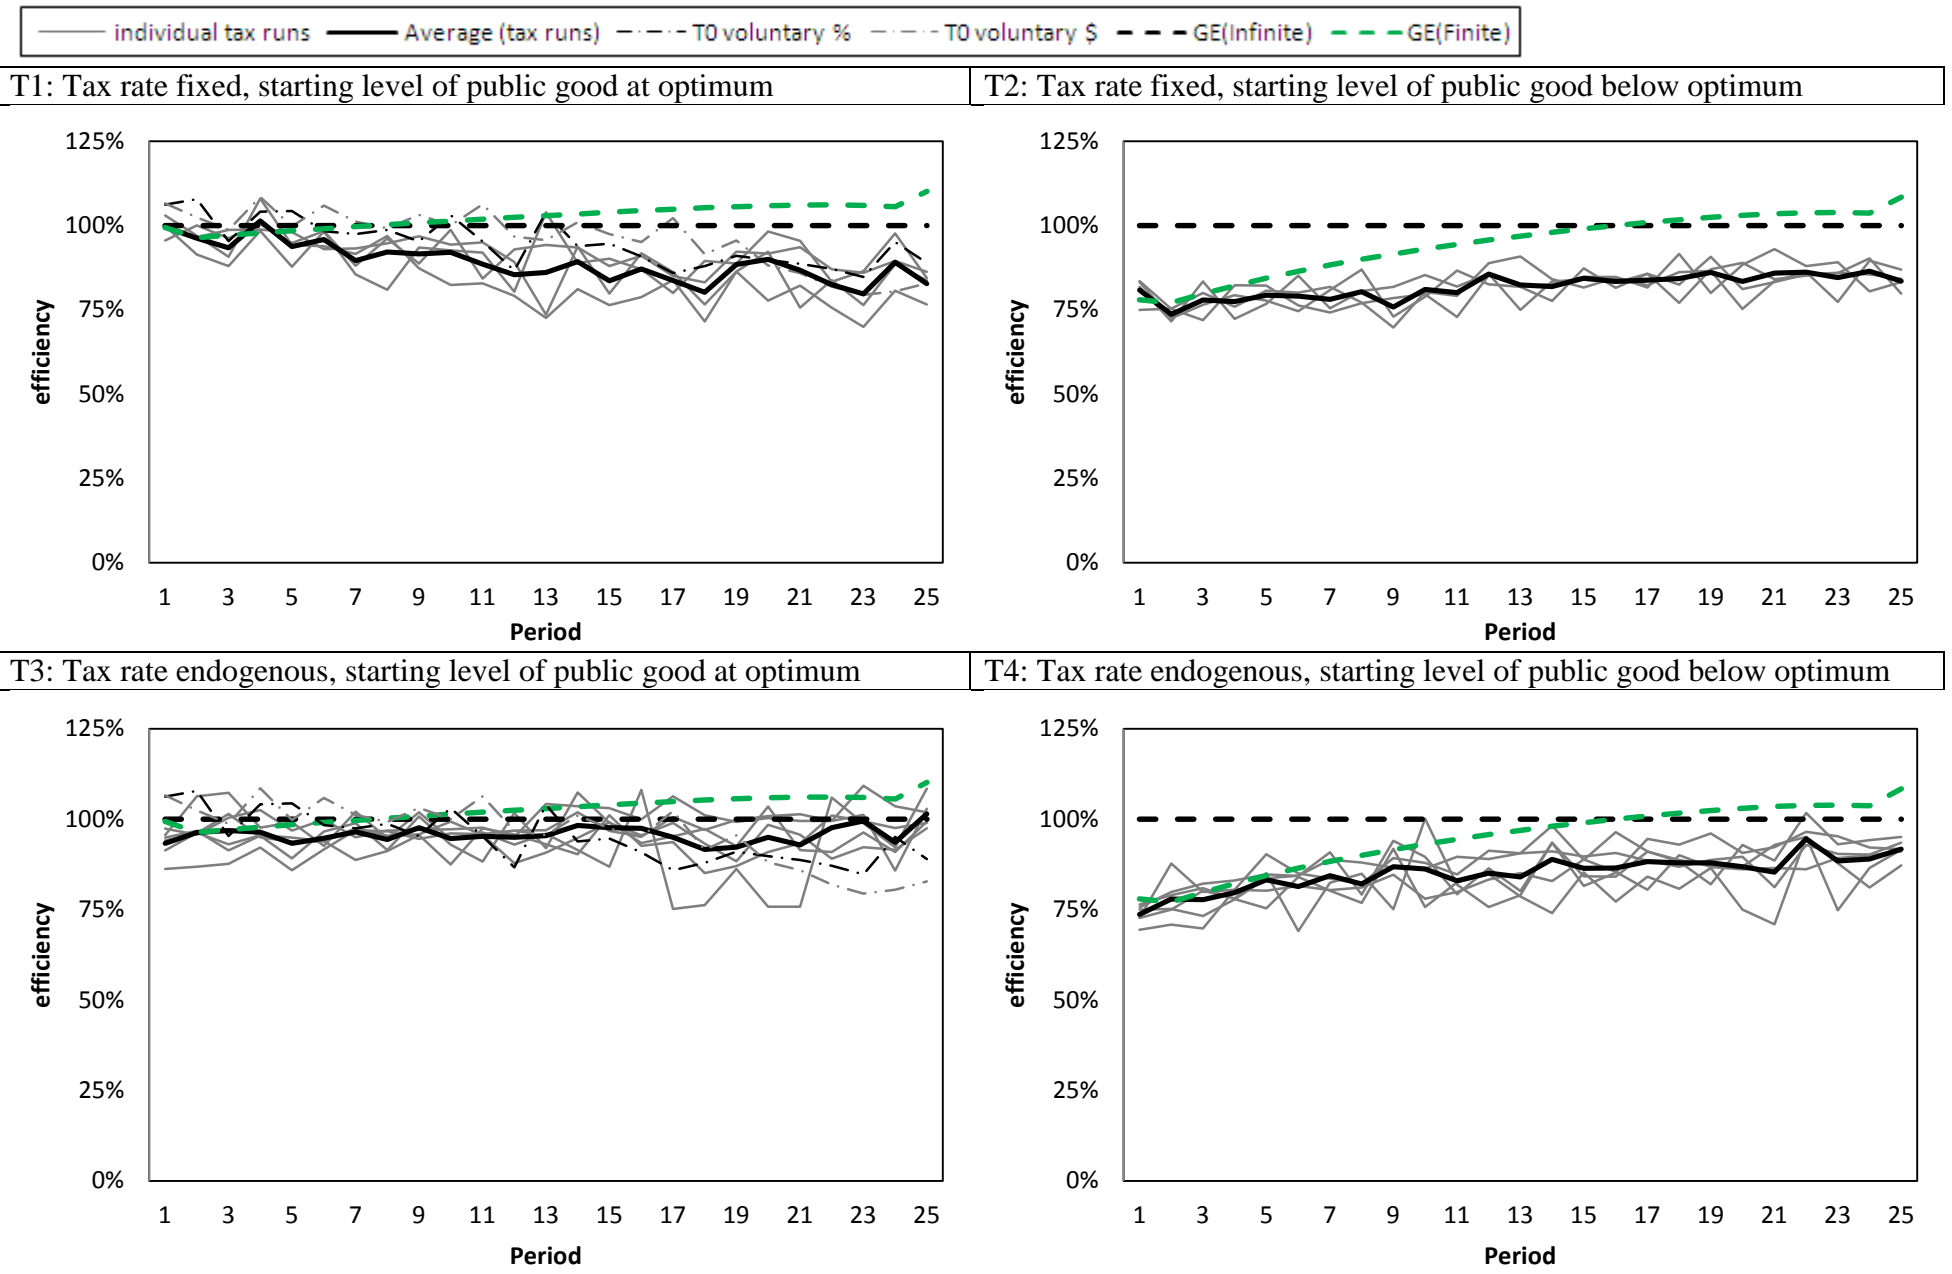 individual tax runs Average (tax runs) T0 voluntary % T0 voluntary $ GE(Infinite) GE(Finite)
T1: Tax rate fixed, starting level of public good at optimum
125%
100%
75%
50%
25%
0%
efficiency
1 3 5 7 9 11 13 15 17 19 21 23 25
Period
T2: Tax rate fixed, starting level of public good below optimum
125%
100%
75%
50%
25%
0%
efficiency
1 3 5 7 9 11 13 15 17 19 21 23 25
Period
T3: Tax rate endogenous, starting level of public good at optimum
125%
100%
75%
50%
25%
0%
efficiency
1 3 5 7 9 11 13 15 17 19 21 23 25
Period
T4: Tax rate endogenous, starting level of public good below optimum
125%
100%
75%
50%
25%
0%
efficiency
1 3 5 7 9 11 13 15 17 19 21 23 25
Period